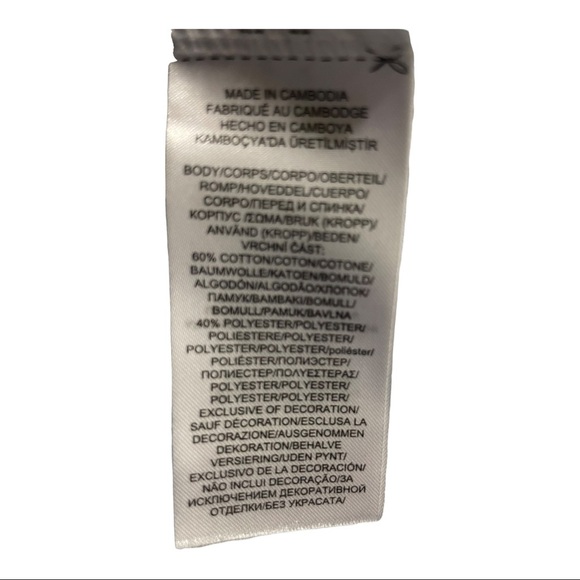 MADE IN CAMBODIA
FABRIQUÉ AU CAMBODGE
HECHO EN CAMBOYA
KAMBOÇYA'DA ÜRETİLMİŞTİR
BODY/CORPS/CORPO/OBERTEIL/
ROMP/HOVEDDEL/CUERPO/
CORPO/ПЕРЕД И СПИНКА/
КОРПУС /ΣΩΜΑ/BRUK (KROPP)/
ANVÄND (KROPP)/BEDEN/
VRCHNÍ ČÁST:
60% COTTON/COTON/COTONE/
BAUMWOLLE/KATOEN/BOMULD/
ALGODÓN/ALGODÃO/ХЛОПОК/
ПАМУК/ΒΑΜΒΑΚΙ/BOMULL/
BOMULL/PAMUK/BAVLNA
40% POLYESTER/POLYESTER/
POLIESTERE/POLYESTER/
POLYESTER/POLYESTER/poliéster/
POLIÉSTER/ПОЛИЭСТЕР/
ПОЛИЕСТЕР/ΠΟΛΥΕΣΤΕΡΑΣ/
POLYESTER/POLYESTER/
POLYESTER/POLYESTER/
EXCLUSIVE OF DECORATION/
SAUF DÉCORATION/ESCLUSA LA
DECORAZIONE/AUSGENOMMEN
DEKORATION/BEHALVE
VERSIERING/UDEN PYNT/
EXCLUSIVO DE LA DECORACIÓN/
NÃO INCLUI DECORAÇÃO/ЗА
ИСКЛЮЧЕНИЕМ ДЕКОРАТИВНОЙ
ОТДЕЛКИ/БЕЗ УКРАСАТА/